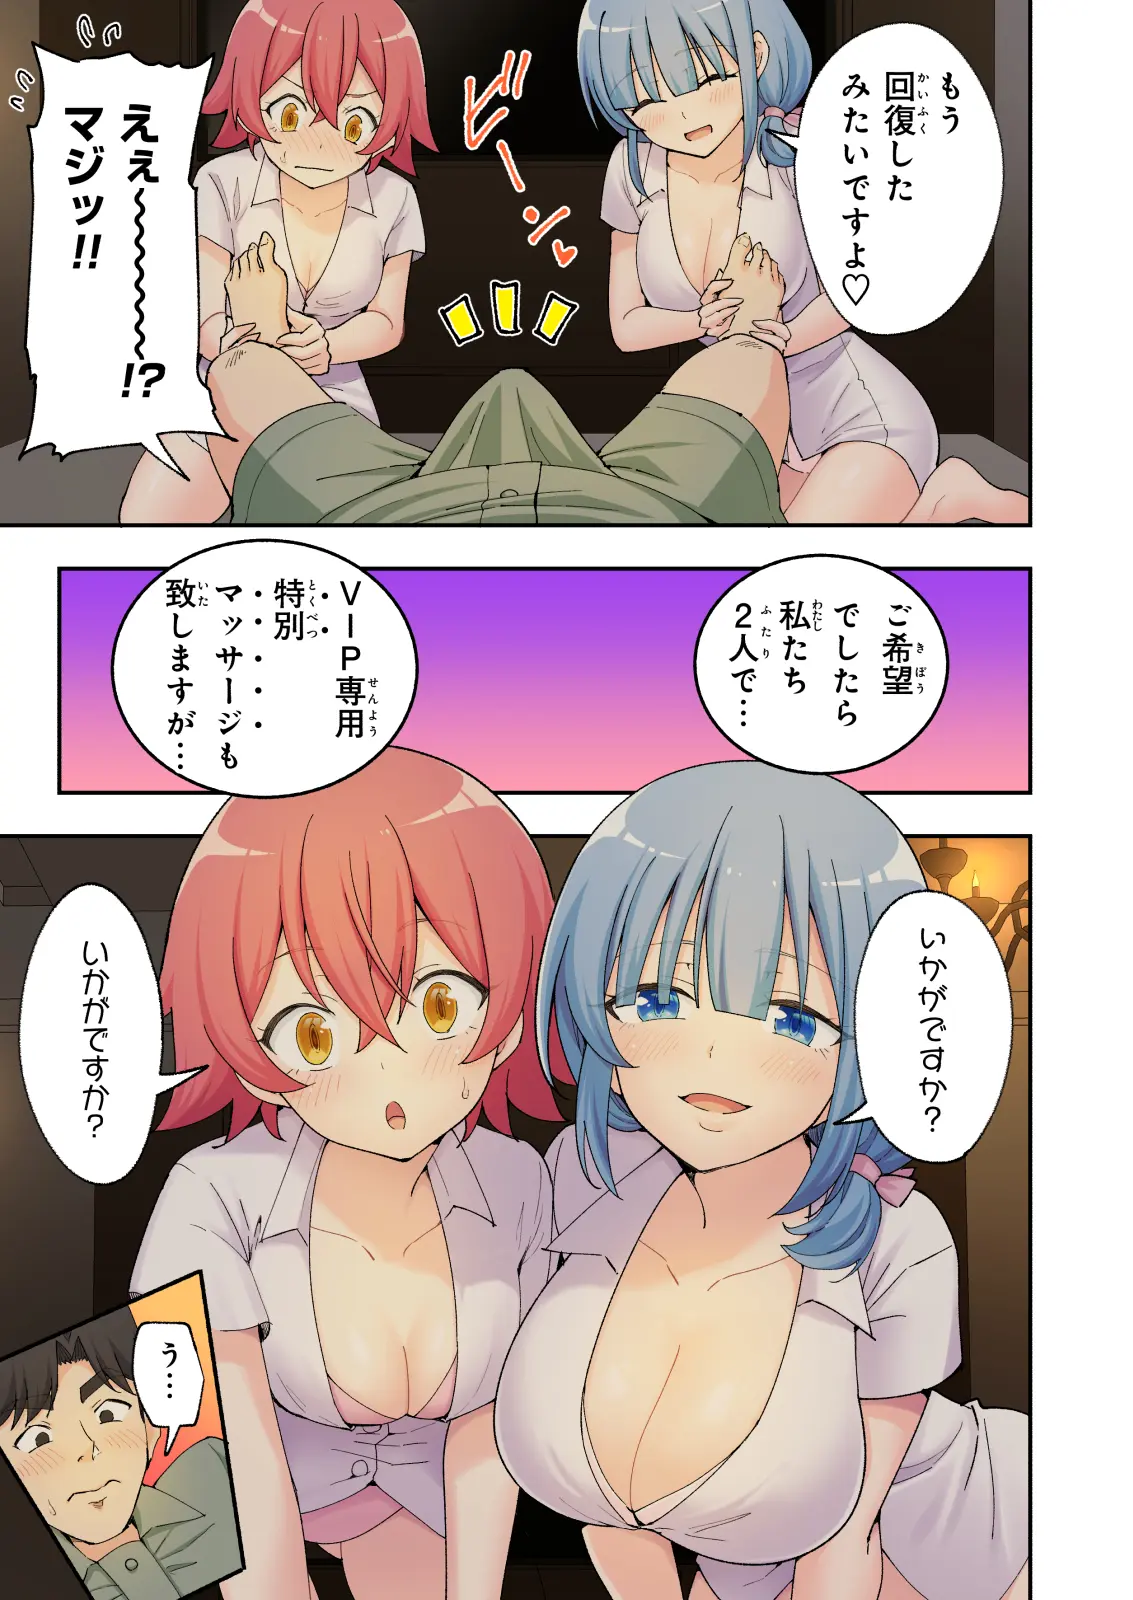 もう
回復した
みたいですよ♡
ビーン♡
ええ～～～～!?
マジッ!!
ご希望
でしたら
私たち
2人で…
VIP専用
特別
マッサージも
致しますが…
いかがですか?
いかがですか?
う…